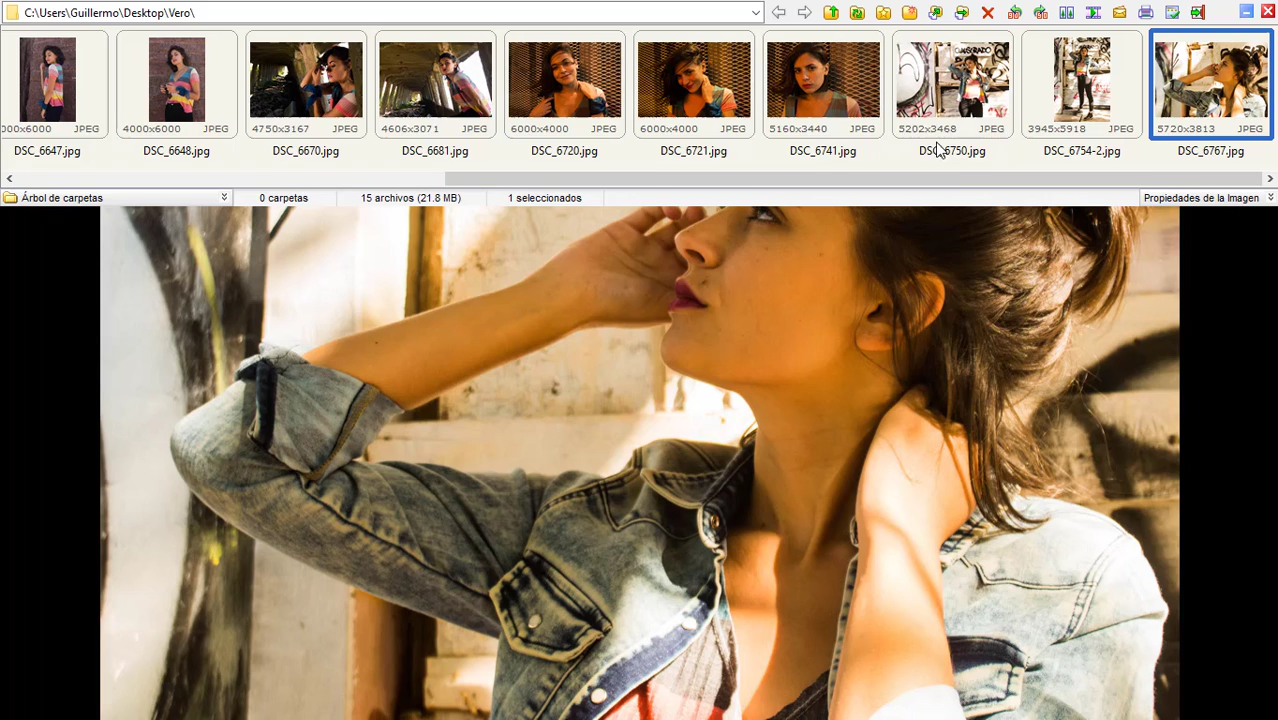 C:\Users\Guillermo\Desktop\Vero\
000x6000 JPEG
4000x6000 JPEG
4750x3167 JPEG
4606x3071 JPEG
6000x4000 JPEG
6000x4000 JPEG
5160x3440 JPEG
5202x3468 JPEG
3945x5918 JPEG
5720x3813 JPEG
DSC_6647.jpg
DSC_6648.jpg
DSC_6670.jpg
DSC_6681.jpg
DSC_6720.jpg
DSC_6721.jpg
DSC_6741.jpg
DSC_6750.jpg
DSC_6754-2.jpg
DSC_6767.jpg
Árbol de carpetas
0 carpetas
15 archivos (21.8 MB)
1 seleccionados
Propiedades de la Imagen